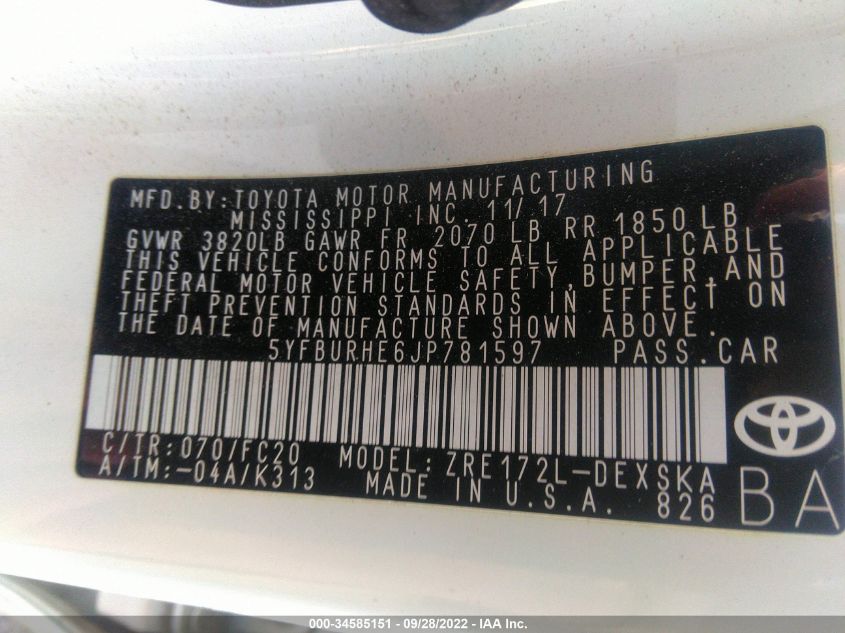 MFD. BY: TOYOTA MOTOR MANUFACTURING
MISSISSIPPI INC. 11/17
GVWR 3820LB GAWR FR 2070 LB RR 1850 LB
THIS VEHICLE CONFORMS TO ALL APPLICABLE
FEDERAL MOTOR VEHICLE SAFETY, BUMPER, AND
THEFT PREVENTION STANDARDS IN EFFECT ON
THE DATE OF MANUFACTURE SHOWN ABOVE.
5YFBURHE6JP781597 PASS. CAR
C/TR: 070/FC20 MODEL: ZRE172L-DEXSKA
A/TM: -04A/K313 MADE IN U.S.A. 826
BA
000-34585151 - 09/28/2022 - IAA Inc.